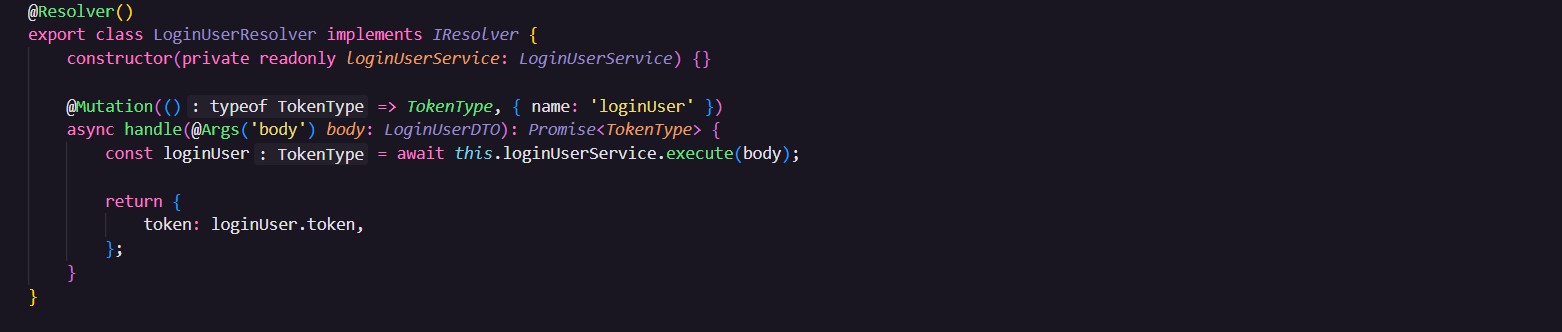 @Resolver()
export class LoginUserResolver implements IResolver {
constructor(private readonly loginUserService: LoginUserService) {}
@Mutation(() : typeof TokenType => TokenType, { name: 'loginUser' })
async handle(@Args('body') body: LoginUserDTO): Promise<TokenType> {
const loginUser : TokenType = await this.loginUserService.execute(body);
return {
token: loginUser.token,
};
}
}